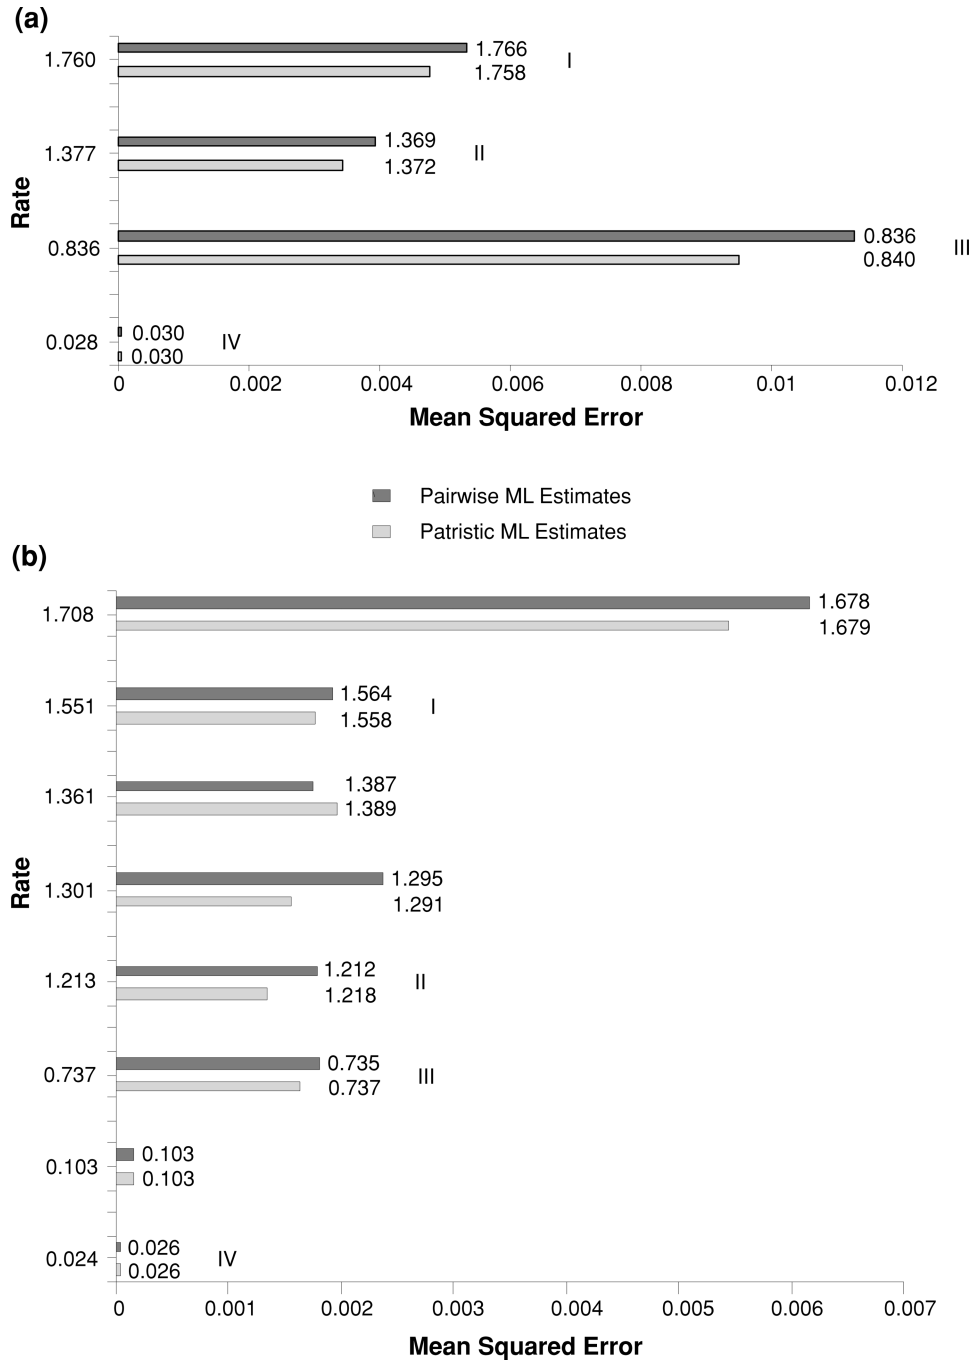 (a)
1.766
1.760
I
1.758
1.369
1.377
II
1.372
Rate
0.836
0.836
III
0.840
0.030
0.028
IV
0.030
0 0.002 0.004 0.006 0.008 0.01 0.012
Mean Squared Error
Pairwise ML Estimates
Patristic ML Estimates
(b)
1.678
1.708
1.679
1.564
1.551
I
1.558
1.387
1.361
1.389
1.295
Rate
1.301
1.291
1.212
1.213
II
1.218
0.735
0.737
III
0.737
0.103
0.103
0.103
0.026
0.024
IV
0.026
0 0.001 0.002 0.003 0.004 0.005 0.006 0.007
Mean Squared Error